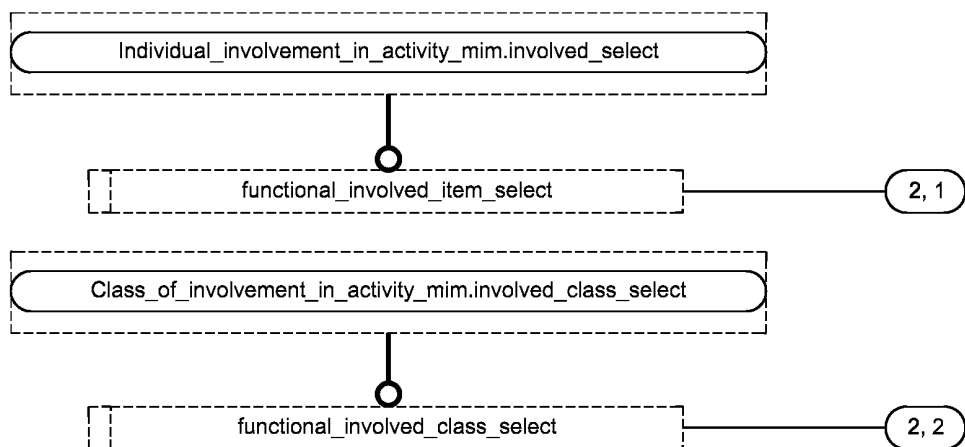 Individual_involvement_in_activity_mim.involved_select
functional_involved_item_select
2, 1
Class_of_involvement_in_activity_mim.involved_class_select
functional_involved_class_select
2, 2